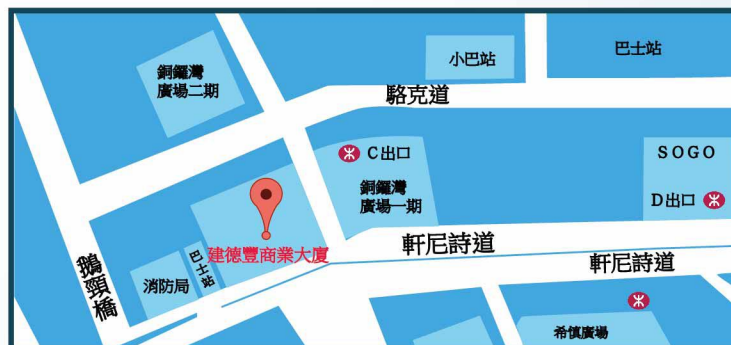 銅鑼灣
廣場二期
小巴站
巴士站
駱克道
C出口
SOGO
銅鑼灣
廣場一期
D出口
鵝頸橋
建德豐商業大廈
軒尼詩道
消防局
巴士站
軒尼詩道
希慎廣場